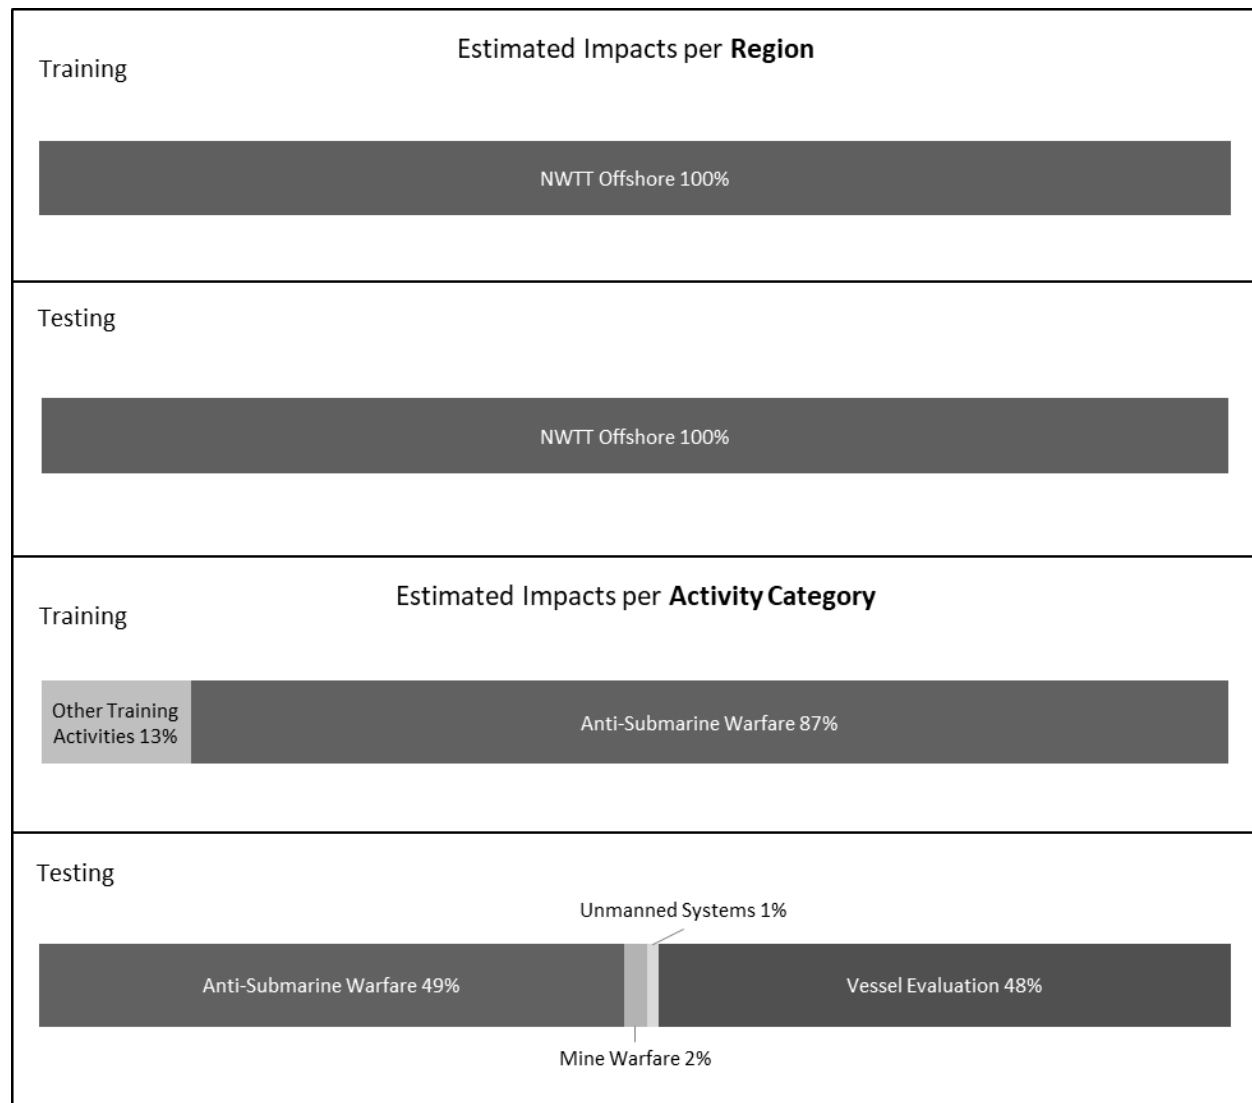 Estimated Impacts per Region
Training
NWTT Offshore 100%
Testing
NWTT Offshore 100%
Estimated Impacts per Activity Category
Training
Other Training
Activities 13%
Anti-Submarine Warfare 87%
Testing
Unmanned Systems 1%
Anti-Submarine Warfare 49%
Vessel Evaluation 48%
Mine Warfare 2%